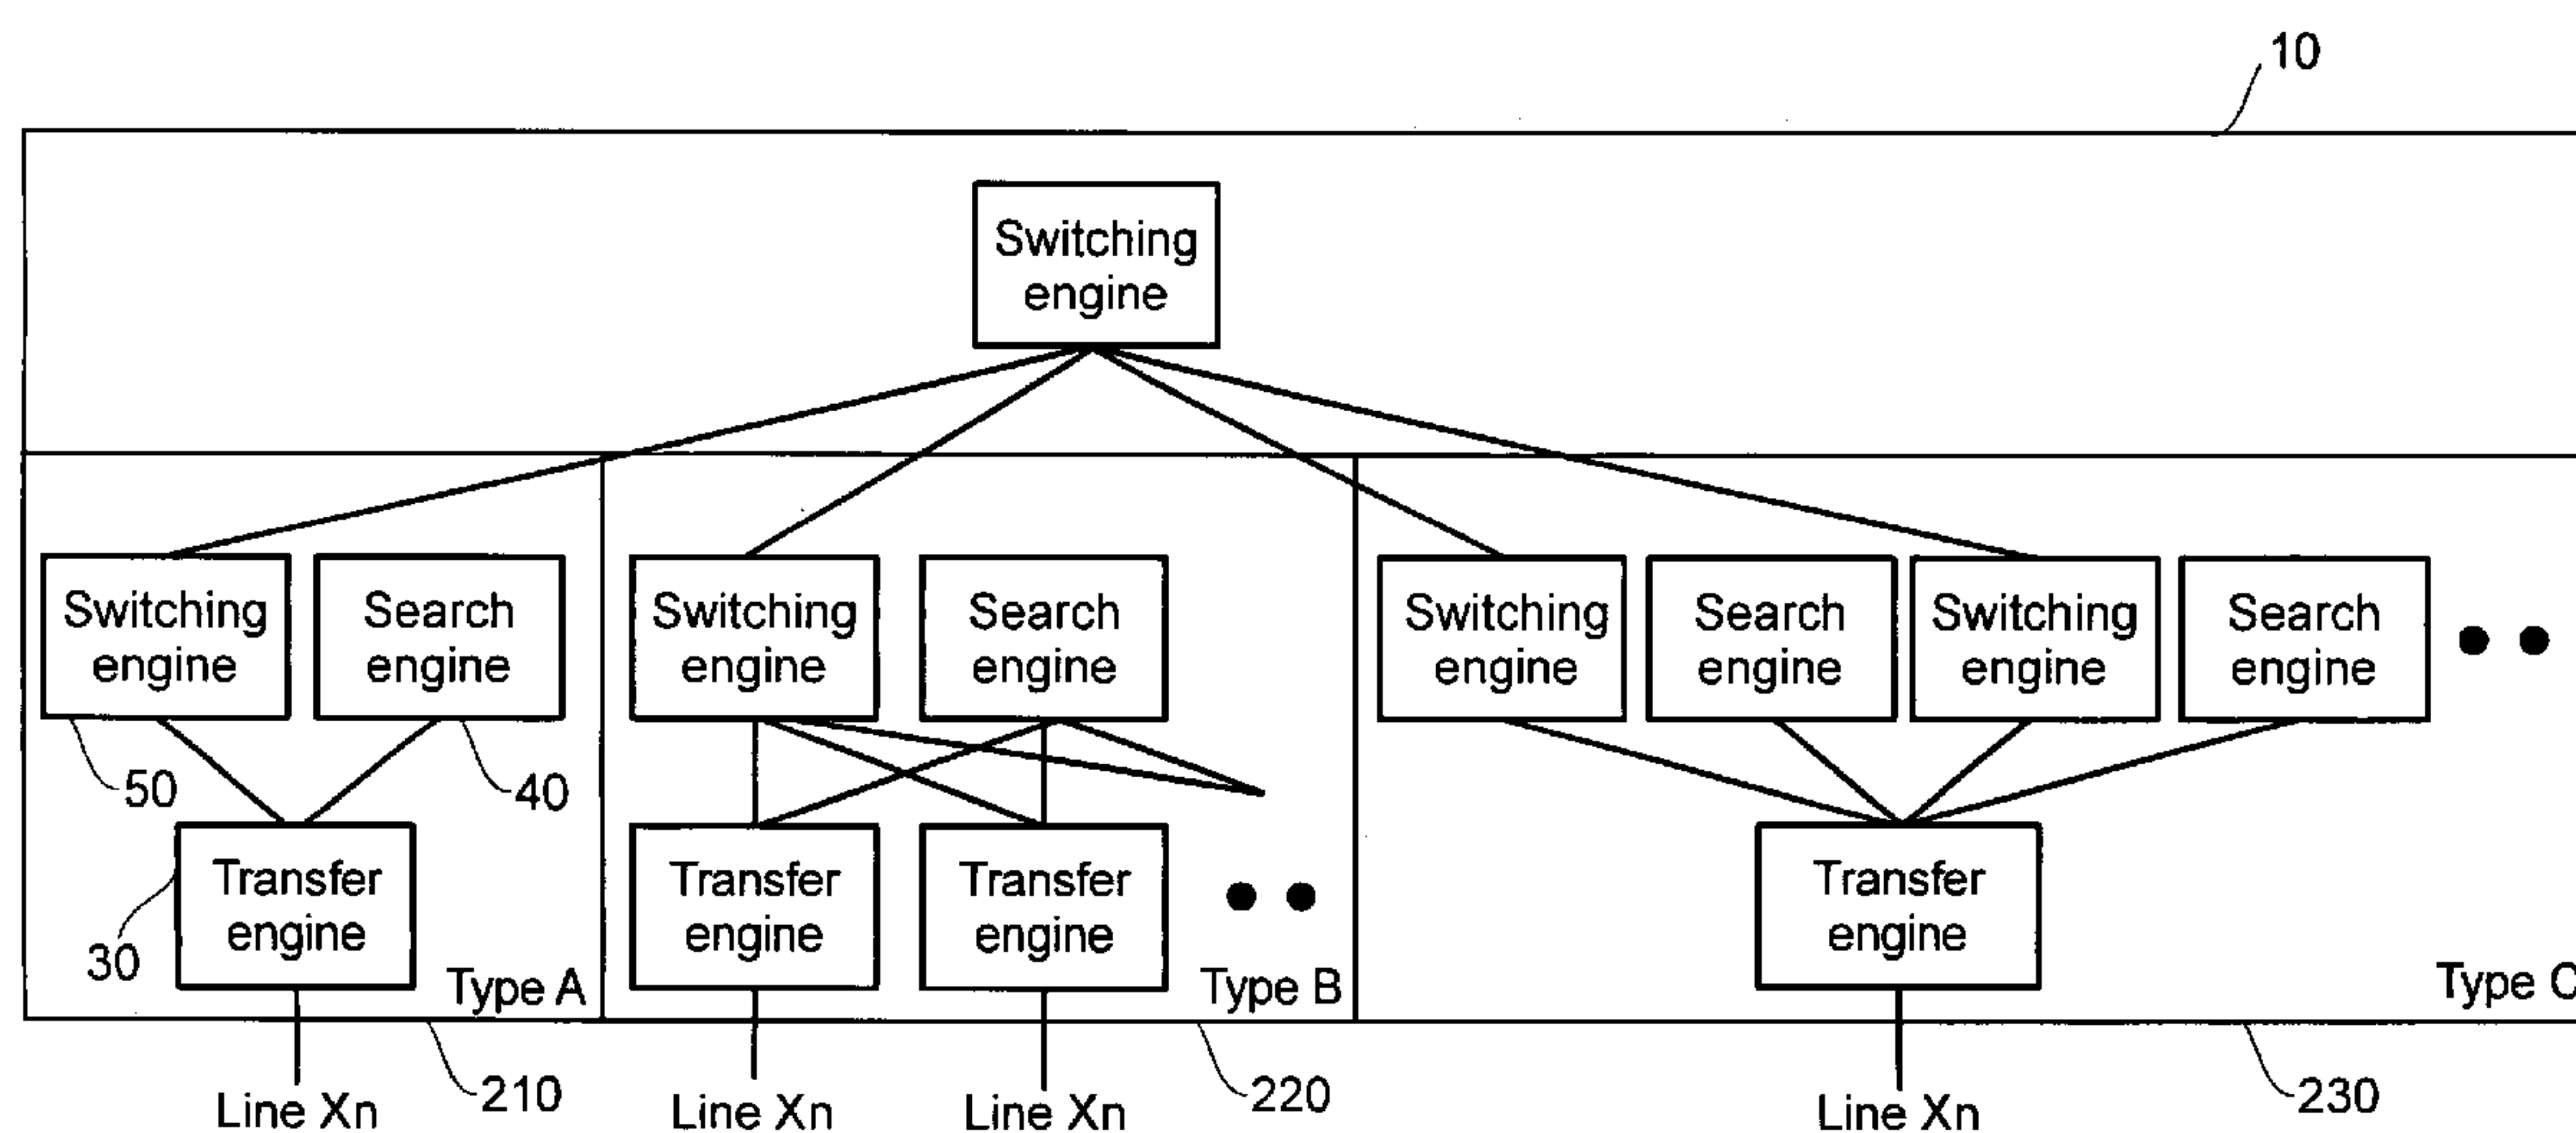 10
Switching
engine
Switching
engine
Search
engine
Switching
engine
Search
engine
Switching
engine
Search
engine
Switching
engine
Search
engine
50
40
30
Transfer
engine
Type A
Transfer
engine
Transfer
engine
Type B
Transfer
engine
Type C
210
220
230
Line Xn
Line Xn
Line Xn
Line Xn